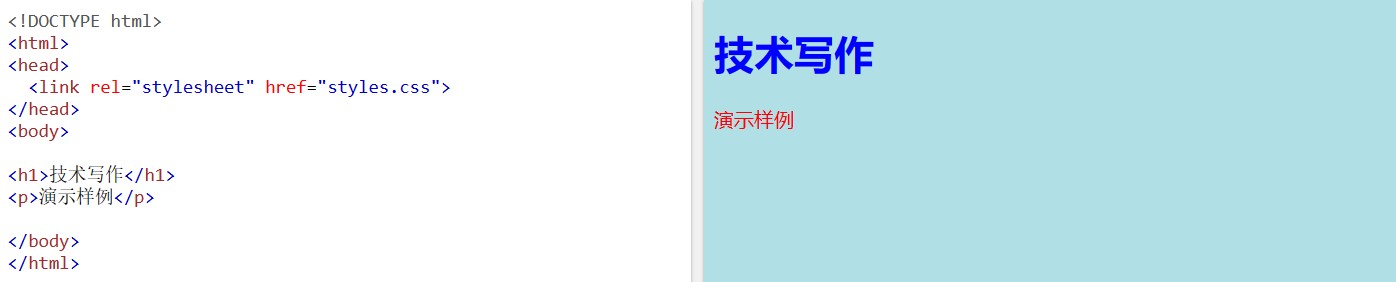 <!DOCTYPE html>
<html>
<head>
  <link rel="stylesheet" href="styles.css">
</head>
<body>
<h1>技术写作</h1>
<p>演示样例</p>
</body>
</html>
技术写作
演示样例